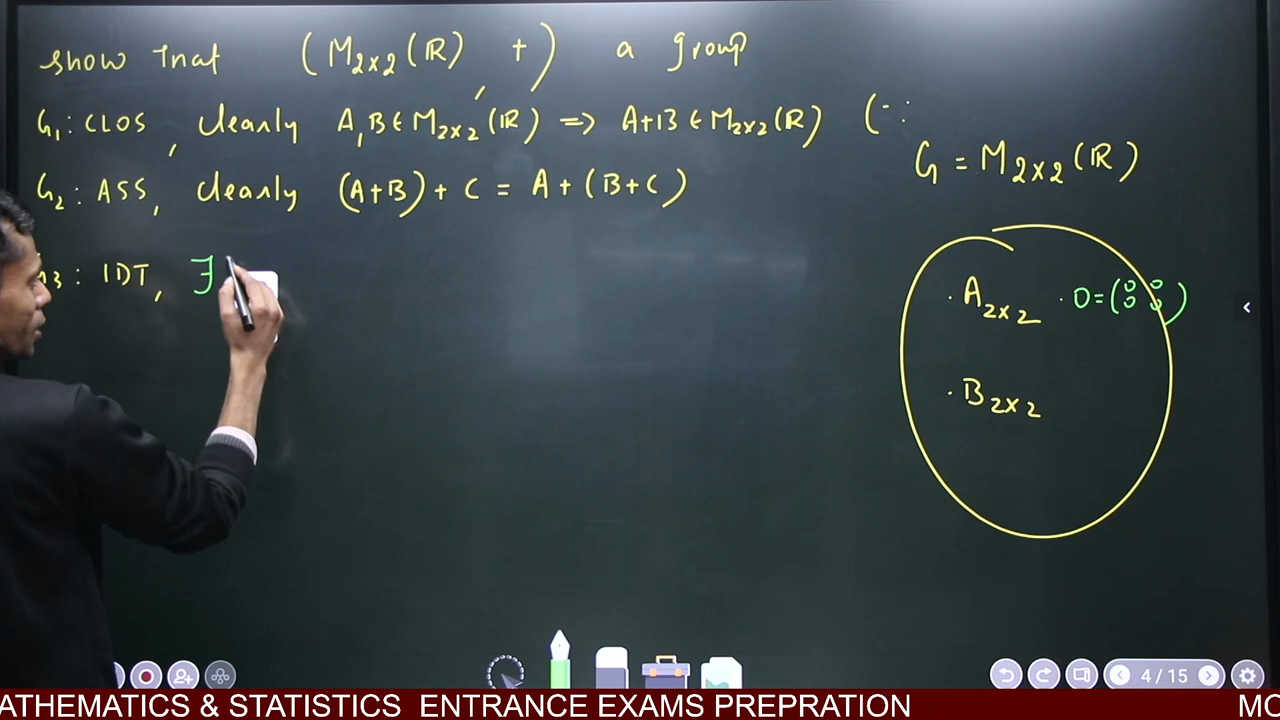 show that (M₂ₓ₂(ℝ), +) a group
G₁: CLOS, clearly A, B ∈ M₂ₓ₂(ℝ) ⇒ A+B ∈ M₂ₓ₂(ℝ) (∵
G₂: ASS, clearly (A+B)+C = A+(B+C)
3: IDT, ∃
G = M₂ₓ₂(ℝ)
· A₂ₓ₂ · O=(0 0
0 0)
· B₂ₓ₂
4/15
ATHEMATICS & STATISTICS ENTRANCE EXAMS PREPRATION MC